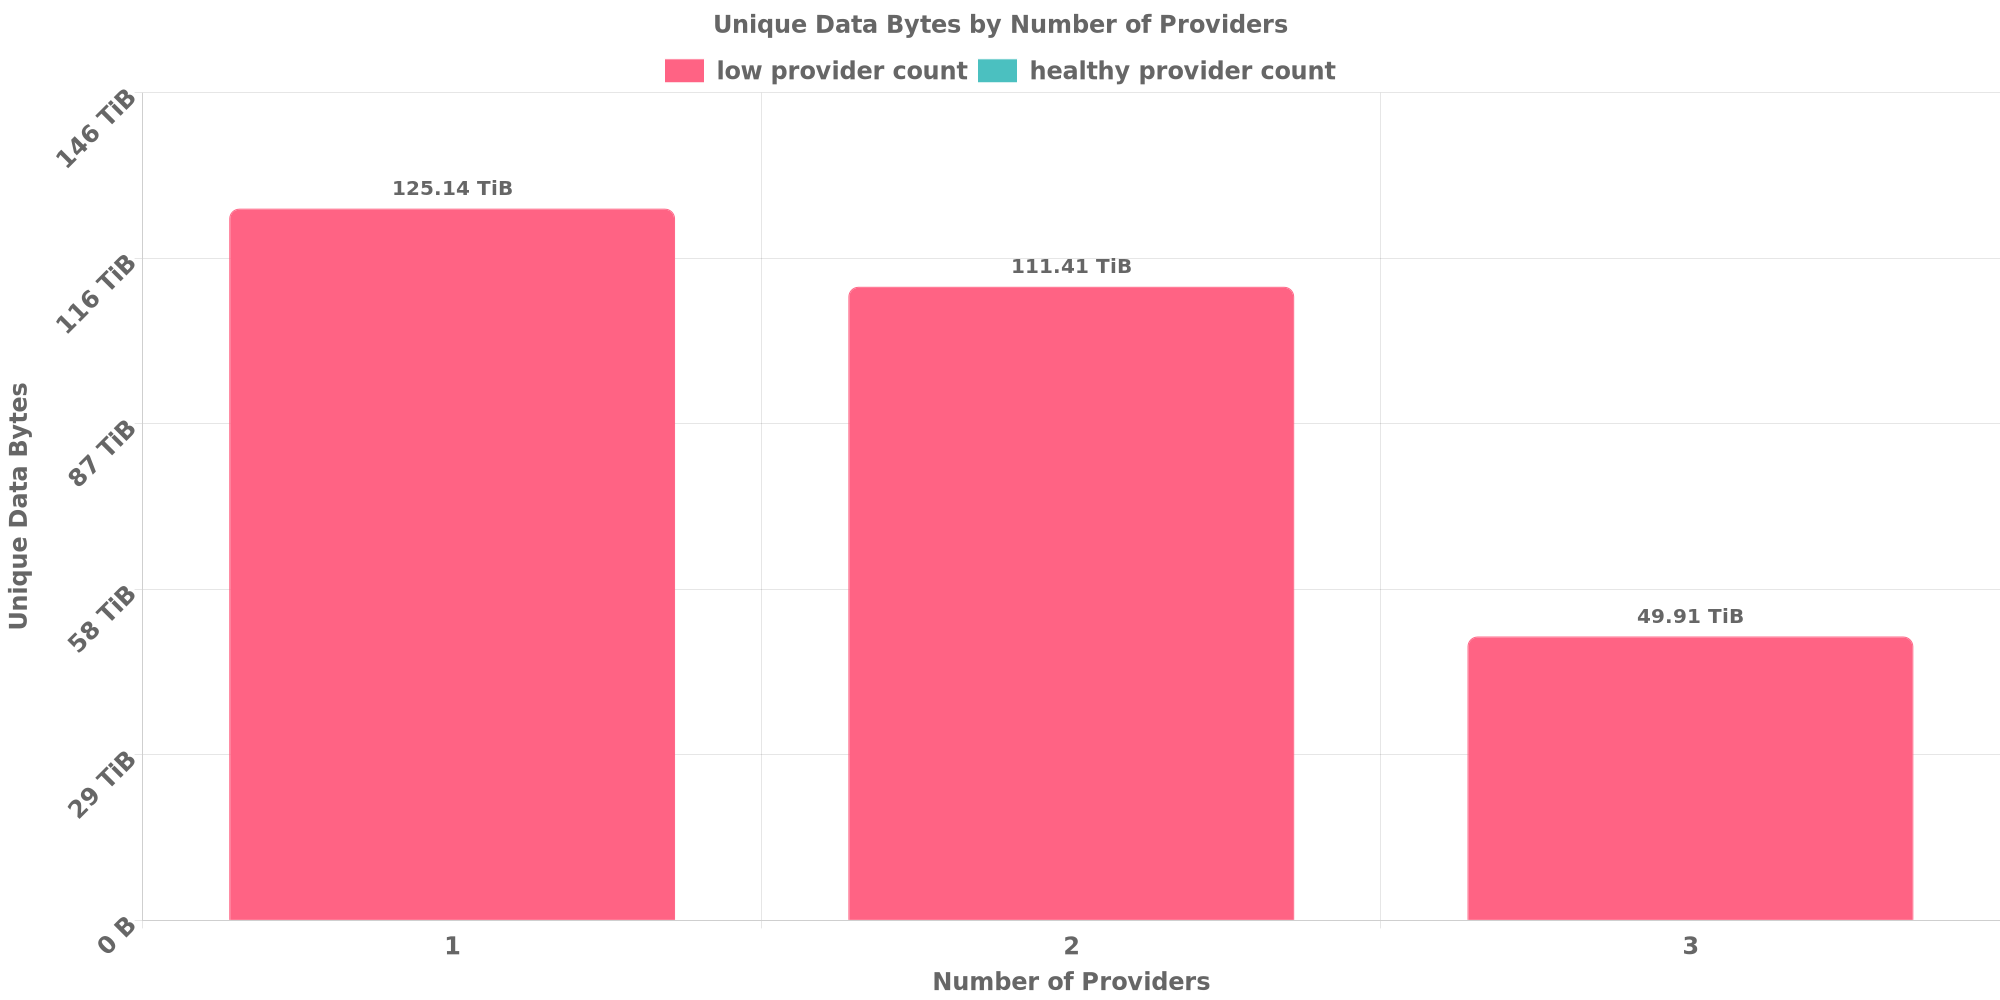 Unique Data Bytes by Number of Providers
low provider count healthy provider count
146 TiB
116 TiB
87 TiB
58 TiB
29 TiB
0 B
Unique Data Bytes
125.14 TiB
111.41 TiB
49.91 TiB
1 2 3
Number of Providers